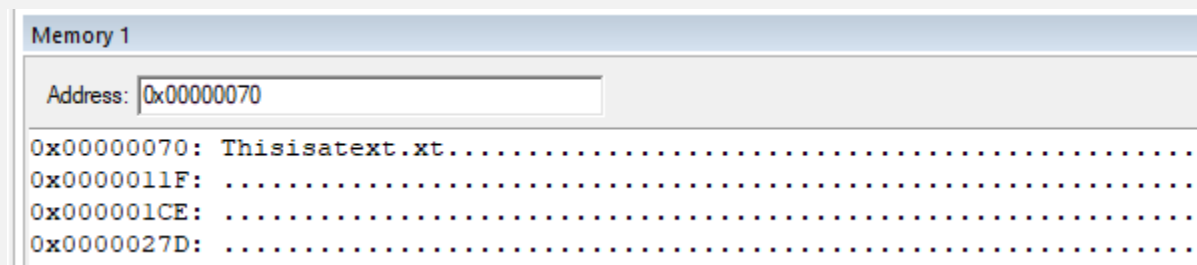 Memory 1
Address: 0x00000070
0x00000070: Thisisatext.xt...............................................
0x0000011F: .............................................................
0x000001CE: .............................................................
0x0000027D: .............................................................